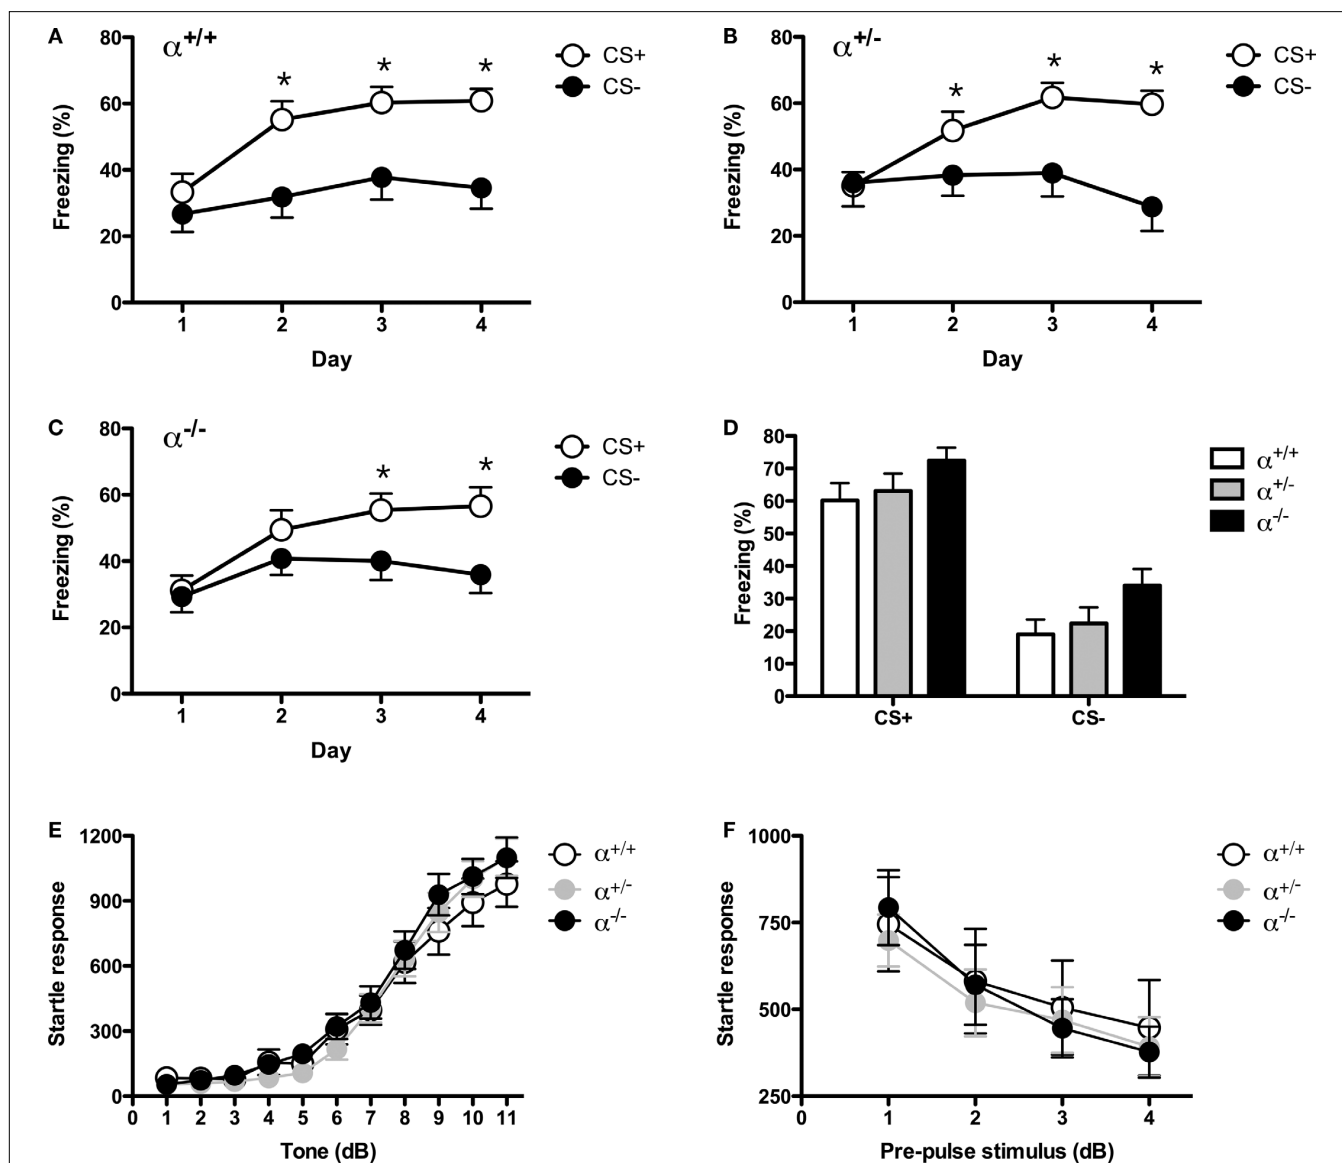 A
α+/+
80
60
40
20
0
Freezing (%)
* * *
CS+
CS-
1 2 3 4
Day
B
α+/-
80
60
40
20
0
Freezing (%)
* * *
CS+
CS-
1 2 3 4
Day
C
α-/-
80
60
40
20
0
Freezing (%)
* *
CS+
CS-
1 2 3 4
Day
D
80
70
60
50
40
30
20
10
0
Freezing (%)
α+/+
α+/-
α-/-
CS+ CS-
E
1200
900
600
300
0
Startle response
α+/+
α+/-
α-/-
0 1 2 3 4 5 6 7 8 9 10 11
Tone (dB)
F
1000
750
500
250
Startle response
α+/+
α+/-
α-/-
0 1 2 3 4
Pre-pulse stimulus (dB)